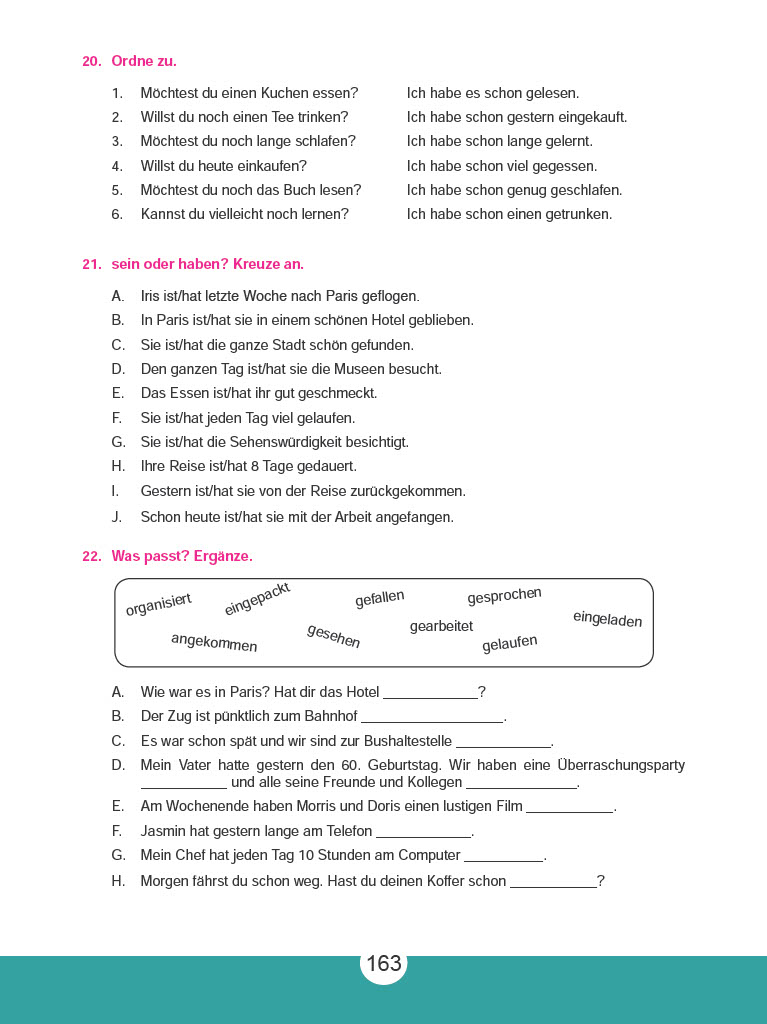 20. Ordne zu.
1. Möchtest du einen Kuchen essen? Ich habe es schon gelesen.
2. Willst du noch einen Tee trinken? Ich habe schon gestern eingekauft.
3. Möchtest du noch lange schlafen? Ich habe schon lange gelernt.
4. Willst du heute einkaufen? Ich habe schon viel gegessen.
5. Möchtest du noch das Buch lesen? Ich habe schon genug geschlafen.
6. Kannst du vielleicht noch lernen? Ich habe schon einen getrunken.
21. sein oder haben? Kreuze an.
A. Iris ist/hat letzte Woche nach Paris geflogen.
B. In Paris ist/hat sie in einem schönen Hotel geblieben.
C. Sie ist/hat die ganze Stadt schön gefunden.
D. Den ganzen Tag ist/hat sie die Museen besucht.
E. Das Essen ist/hat ihr gut geschmeckt.
F. Sie ist/hat jeden Tag viel gelaufen.
G. Sie ist/hat die Sehenswürdigkeit besichtigt.
H. Ihre Reise ist/hat 8 Tage gedauert.
I. Gestern ist/hat sie von der Reise zurückgekommen.
J. Schon heute ist/hat sie mit der Arbeit angefangen.
22. Was passt? Ergänze.
organisiert eingepackt gefallen gesprochen
angekommen gesehen gearbeitet gelaufen eingeladen
A. Wie war es in Paris? Hat dir das Hotel ____________?
B. Der Zug ist pünktlich zum Bahnhof __________________.
C. Es war schon spät und wir sind zur Bushaltestelle ____________.
D. Mein Vater hatte gestern den 60. Geburtstag. Wir haben eine Überraschungsparty
___________ und alle seine Freunde und Kollegen ______________.
E. Am Wochenende haben Morris und Doris einen lustigen Film ___________.
F. Jasmin hat gestern lange am Telefon ____________.
G. Mein Chef hat jeden Tag 10 Stunden am Computer __________.
H. Morgen fährst du schon weg. Hast du deinen Koffer schon ___________?
163